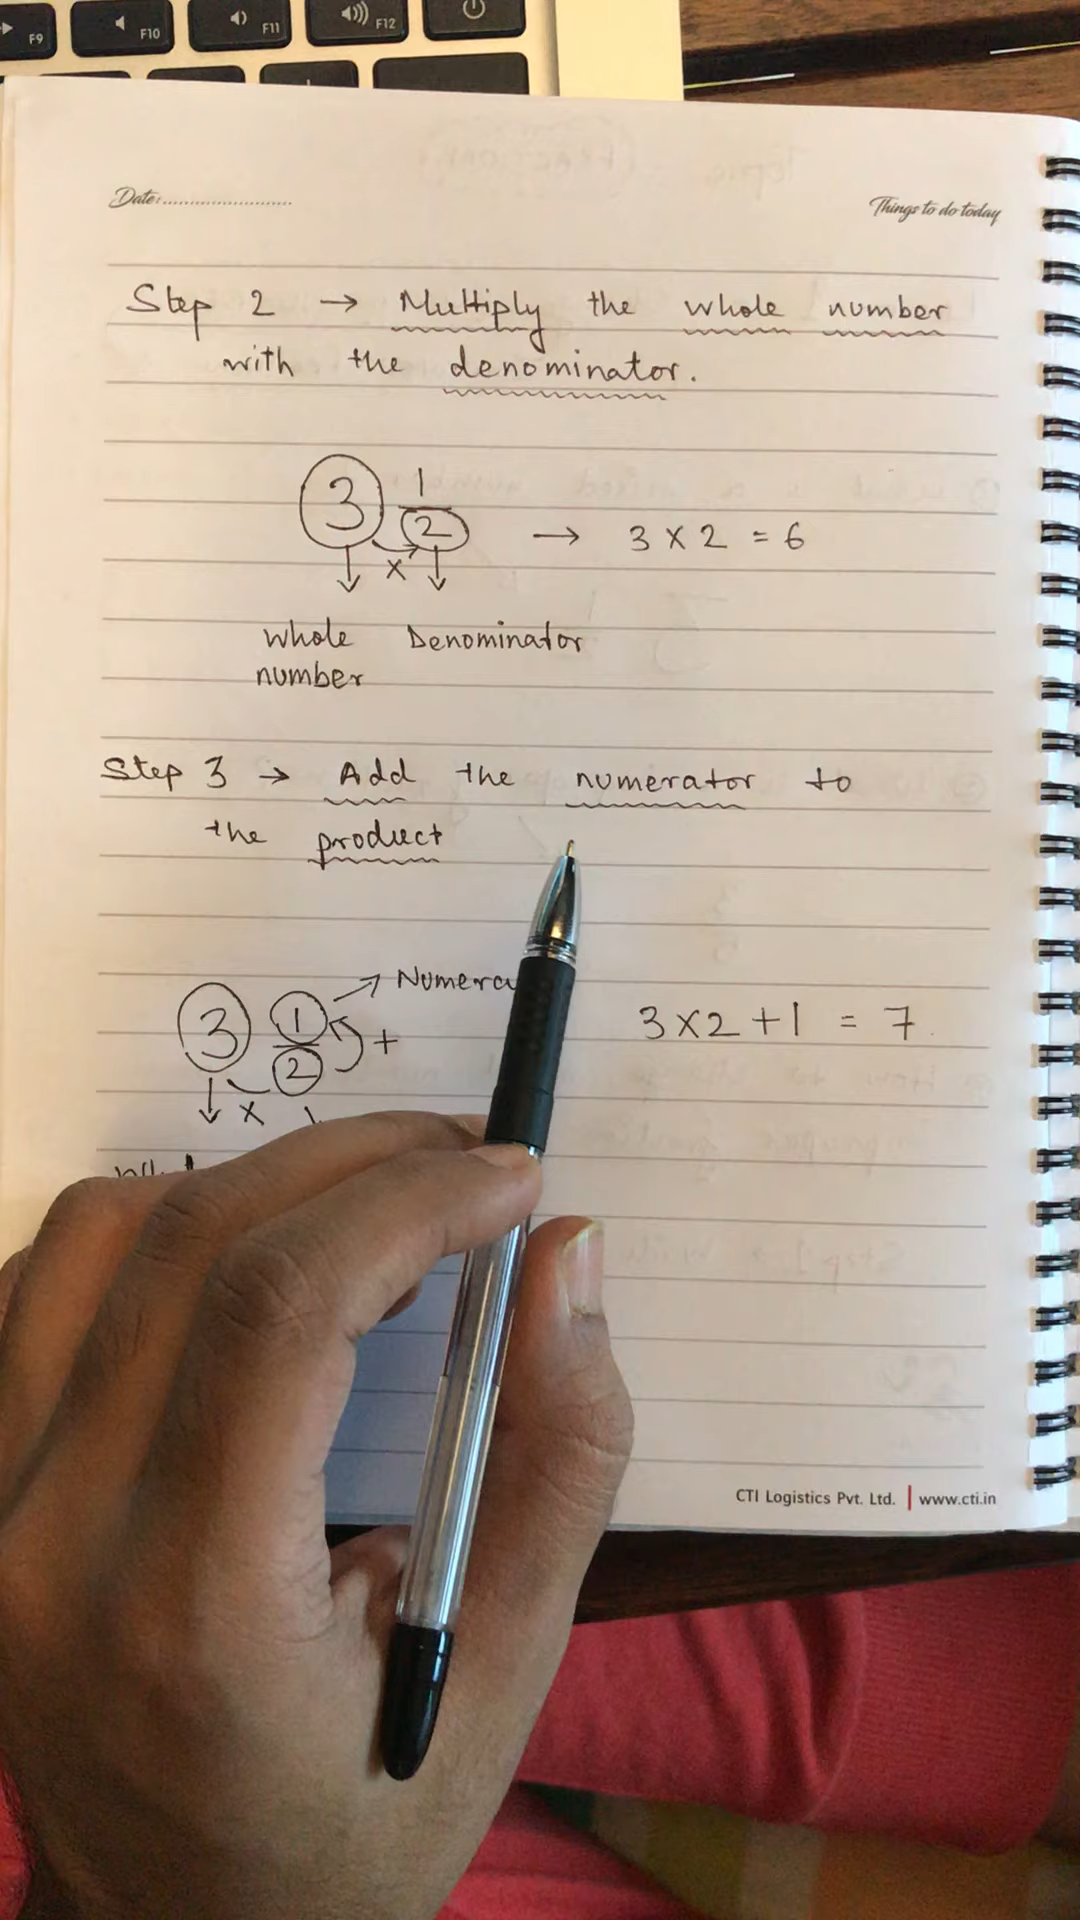 F9 F10 F11 F12
Date:
Things to do today
Step 2 → Multiply the whole number
with the denominator.
3 1
2 → 3 x 2 = 6
x
whole Denominator
number
Step 3 → Add the numerator to
the product
→ Numera
3 1 + 3x2+1 = 7.
2
x
CTI Logistics Pvt. Ltd. | www.cti.in